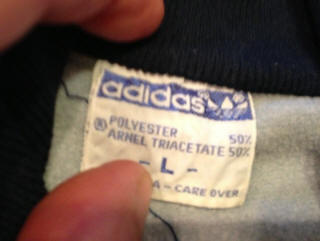 adidas
POLYESTER 50%
® ARNEL TRIACETATE 50%
- L -
A - CARE OVER